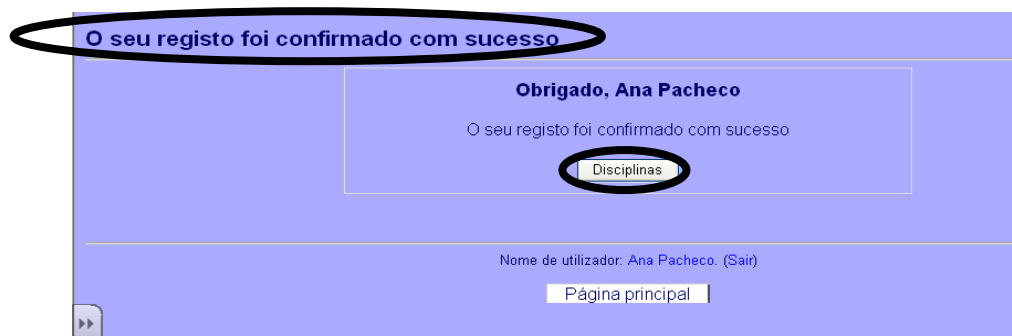 O seu registo foi confirmado com sucesso
Obrigado, Ana Pacheco
O seu registo foi confirmado com sucesso
Disciplinas
Nome de utilizador: Ana Pacheco. (Sair)
Página principal